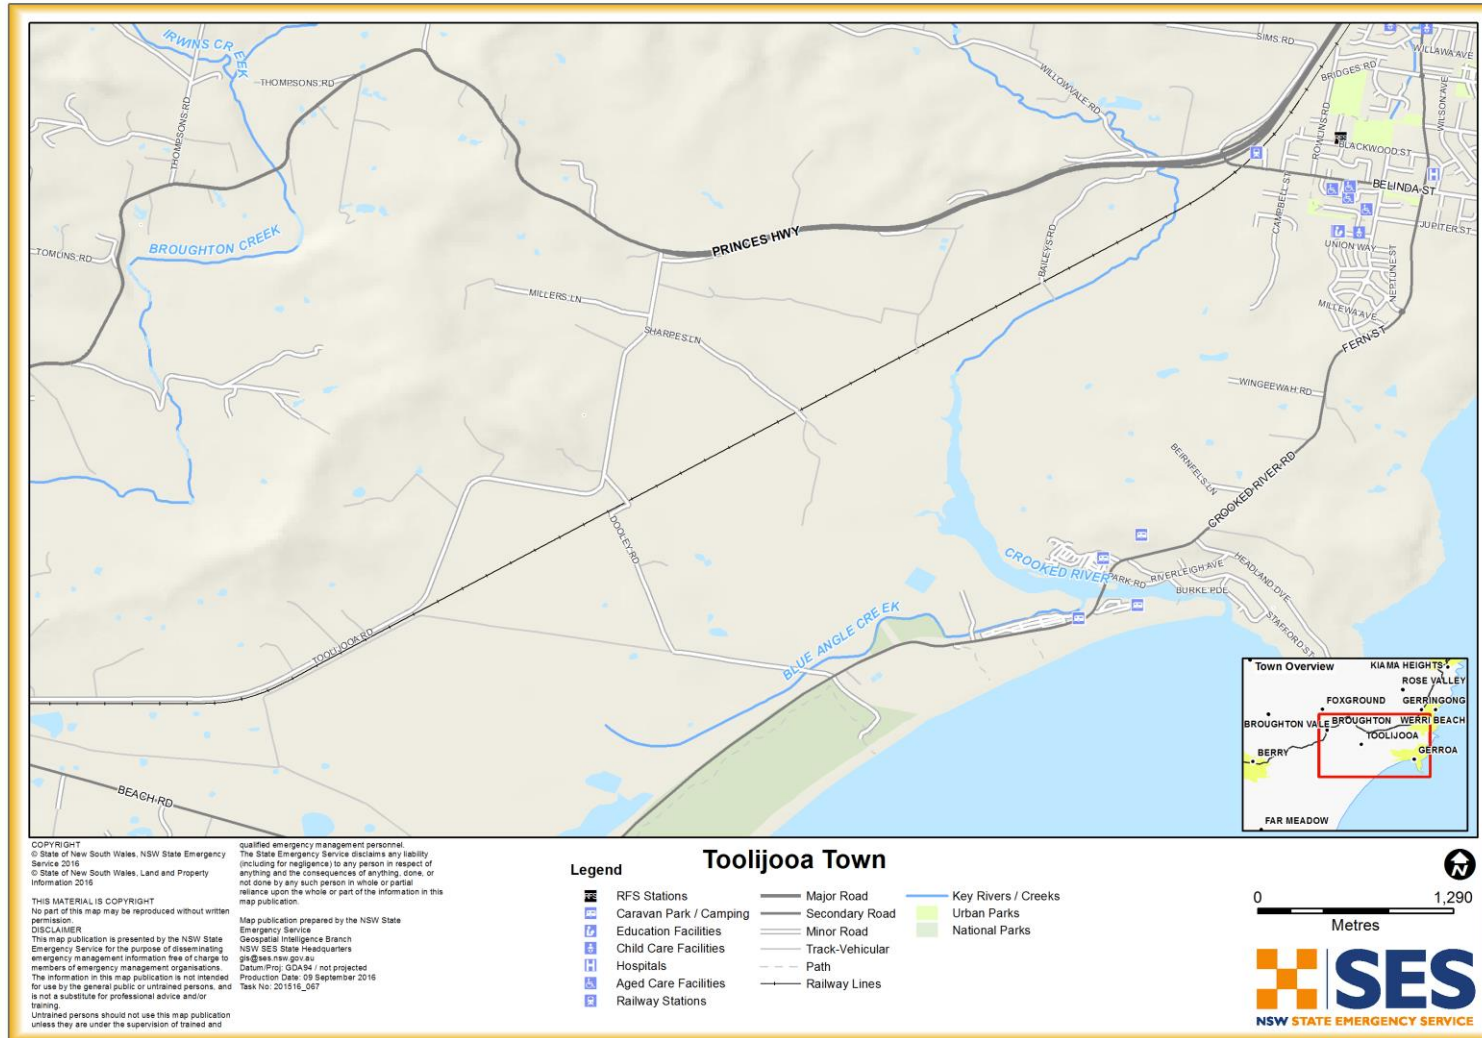 IRWINS CREEK
THOMPSONS RD
THOMPSONS RD
BROUGHTON CREEK
TOMLINS RD
MILLERS LN
SHARPES LN
PRINCES HWY
WILLOWVALE RD
SIMS RD
BAILEYS RD
BRIDGES RD
WILLAWA AVE
ROWLINS RD
WILSON AVE
RFS
BLACKWOOD ST
BELINDA ST
CAMPBELL ST
JUPITER ST
UNION WAY
NEPTUNE ST
MILLEWA AVE
FERN ST
WINGEEWAH RD
BEIRNFELS LN
CROOKED RIVER RD
CROOKED RIVER
PARK RD
RIVERLEIGH AVE
HEADLAND DVE
BURKE PDE
STAFFORD ST
DOOLEY RD
BLUE ANGLE CREEK
TOOLIJOOA RD
BEACH RD
Town Overview
KIAMA HEIGHTS
ROSE VALLEY
FOXGROUND
GERRINGONG
BROUGHTON VALE
BROUGHTON
WERRI BEACH
TOOLIJOOA
BERRY
GERROA
FAR MEADOW
COPYRIGHT
© State of New South Wales, NSW State Emergency
Service 2016
© State of New South Wales, Land and Property
Information 2016
THIS MATERIAL IS COPYRIGHT
No part of this map may be reproduced without written
permission.
DISCLAIMER
This map publication is presented by the NSW State
Emergency Service for the purpose of disseminating
emergency management information free of charge to
members of emergency management organisations.
The information in this map publication is not intended
for use by the general public or untrained persons, and
is not a substitute for professional advice and/or
training.
Untrained persons should not use this map publication
unless they are under the supervision of trained and
qualified emergency management personnel.
The State Emergency Service disclaims any liability
(including for negligence) to any person in respect of
anything and the consequences of anything, done, or
not done by any such person in whole or partial
reliance upon the whole or part of the information in this
map publication.
Map publication prepared by the NSW State
Emergency Service
Geospatial Intelligence Branch
NSW SES State Headquarters
gis@ses.nsw.gov.au
Datum/Proj: GDA94 / not projected
Production Date: 09 September 2016
Task No: 201516_067
Toolijooa Town
Legend
RFS RFS Stations
Caravan Park / Camping
Education Facilities
Child Care Facilities
H Hospitals
Aged Care Facilities
Railway Stations
Major Road
Secondary Road
Minor Road
Track-Vehicular
Path
Railway Lines
Key Rivers / Creeks
Urban Parks
National Parks
N
0 1,290
Metres
SES
NSW STATE EMERGENCY SERVICE